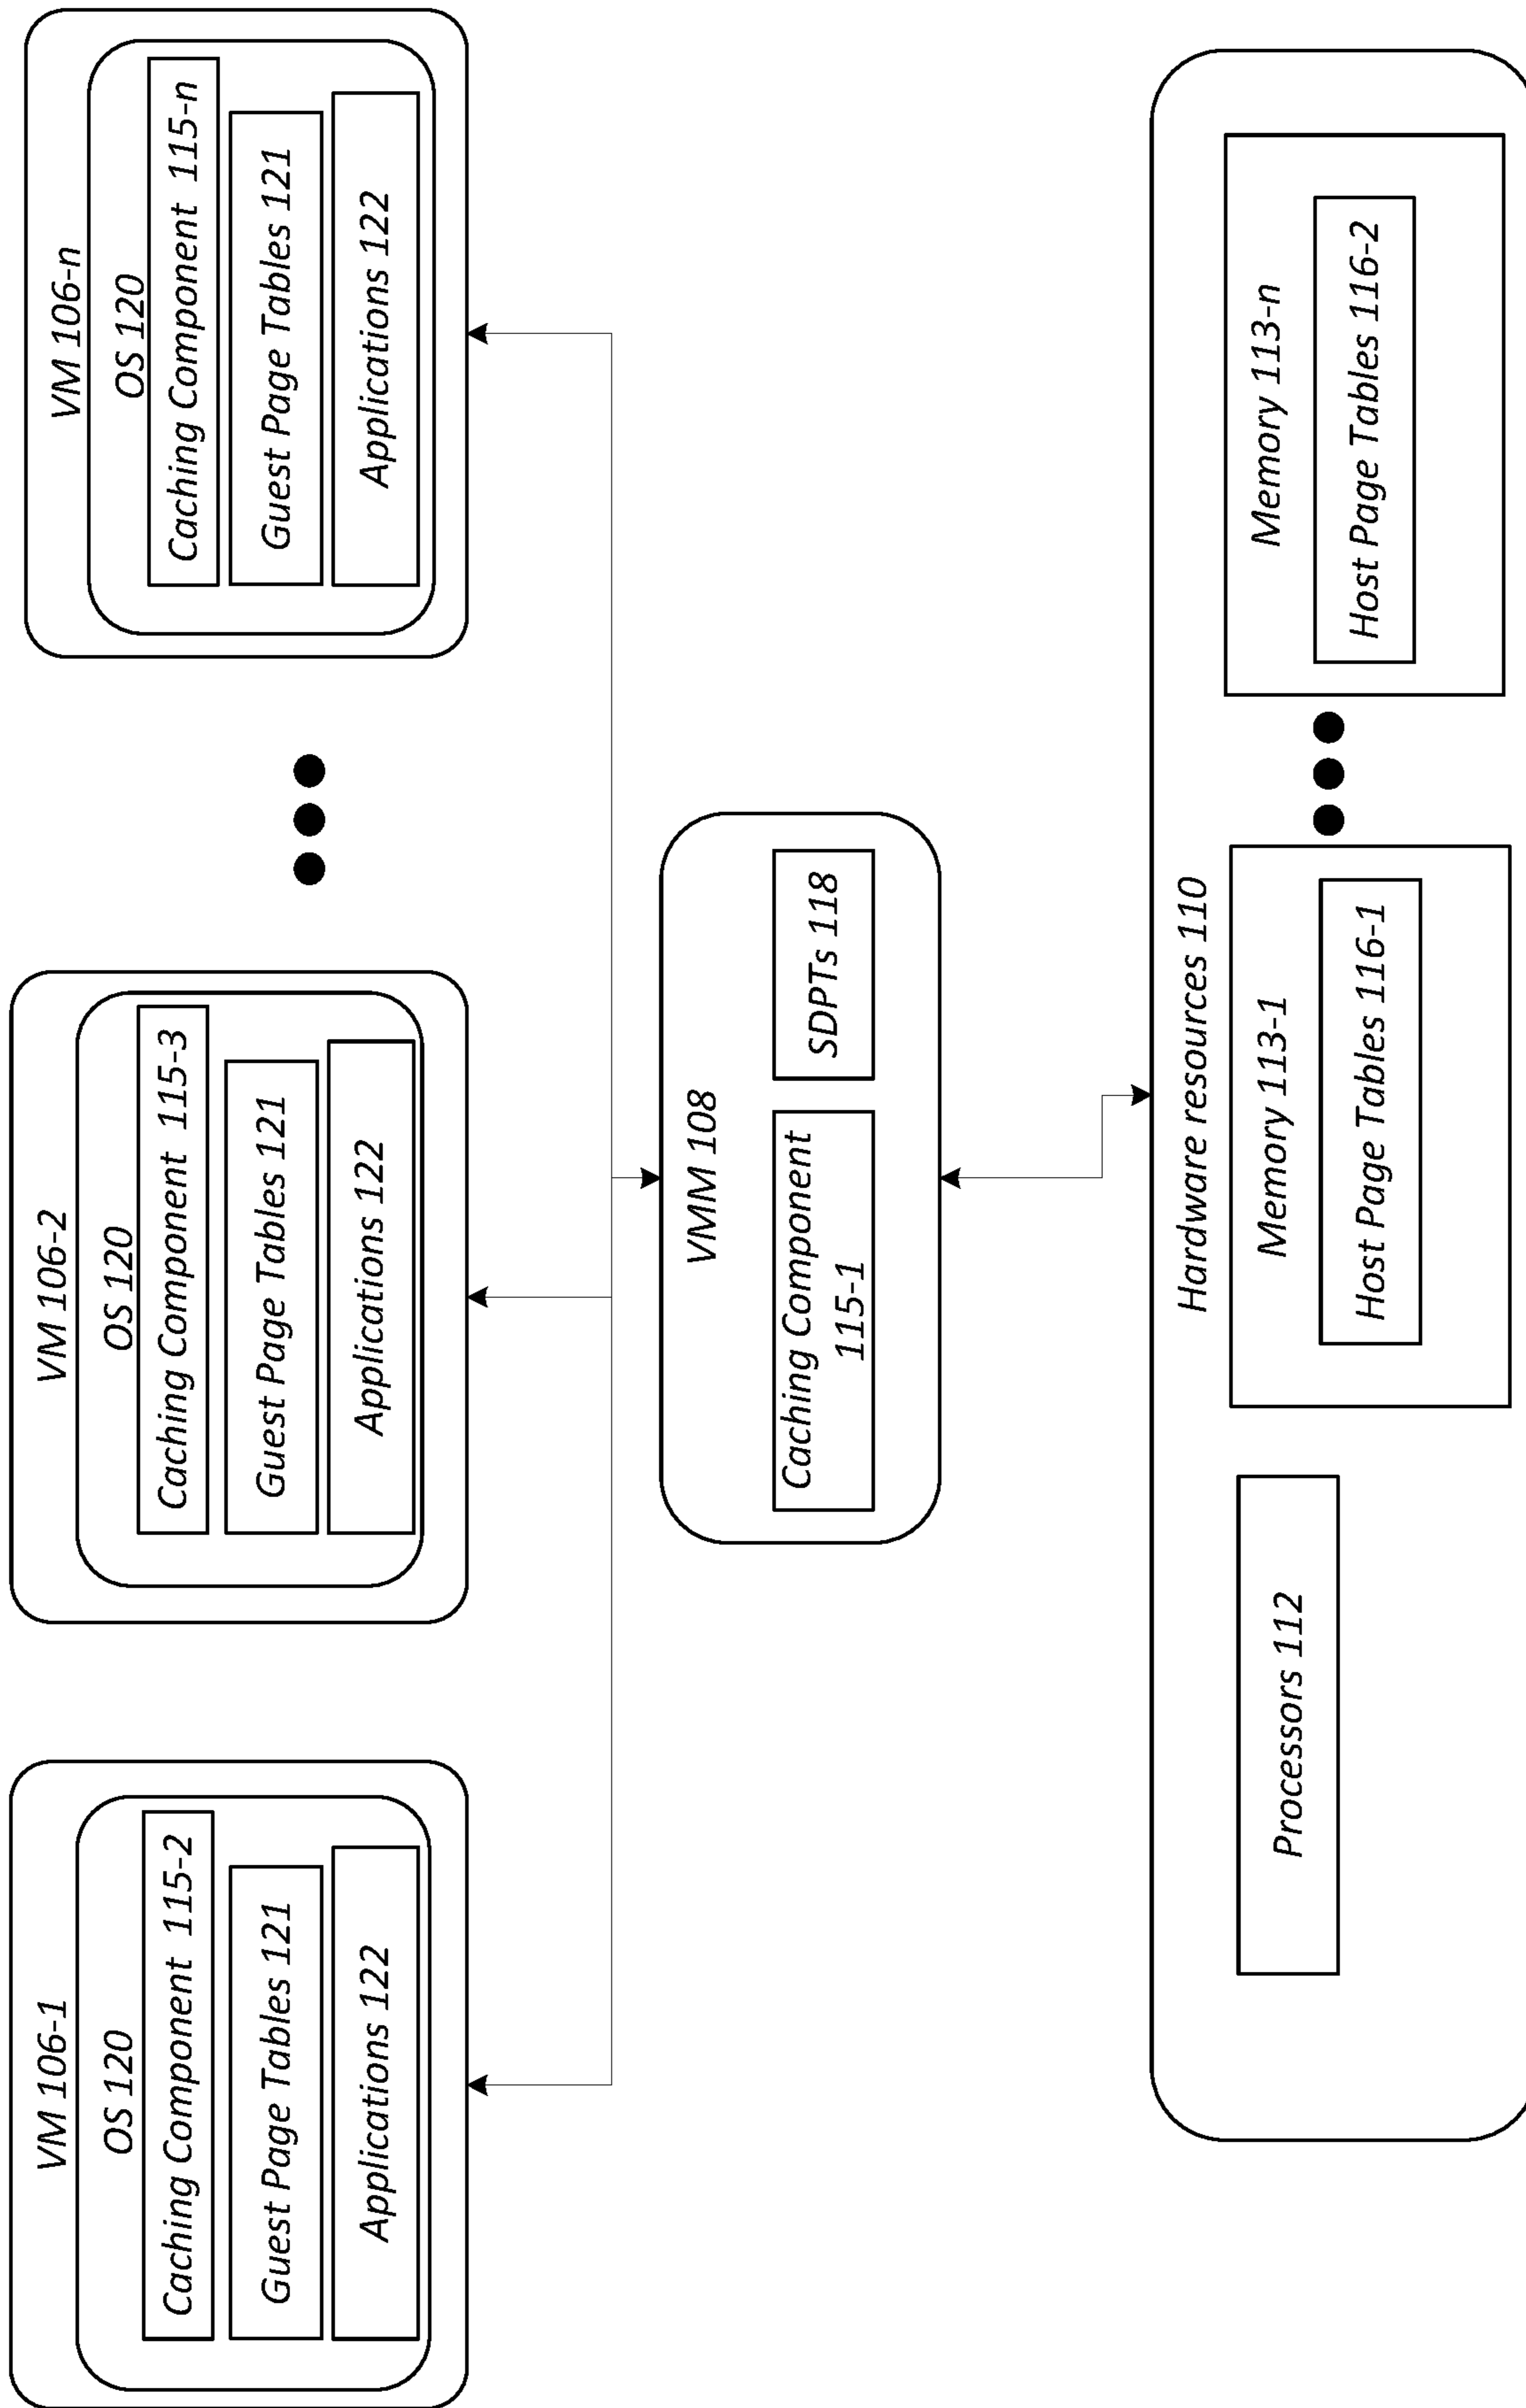 VM 106-1
OS 120
Caching Component 115-2
Guest Page Tables 121
Applications 122
VM 106-2
OS 120
Caching Component 115-3
Guest Page Tables 121
Applications 122
VM 106-n
OS 120
Caching Component 115-n
Guest Page Tables 121
Applications 122
VMM 108
Caching Component
115-1
SDPTs 118
Hardware resources 110
Processors 112
Memory 113-1
Host Page Tables 116-1
Memory 113-n
Host Page Tables 116-2